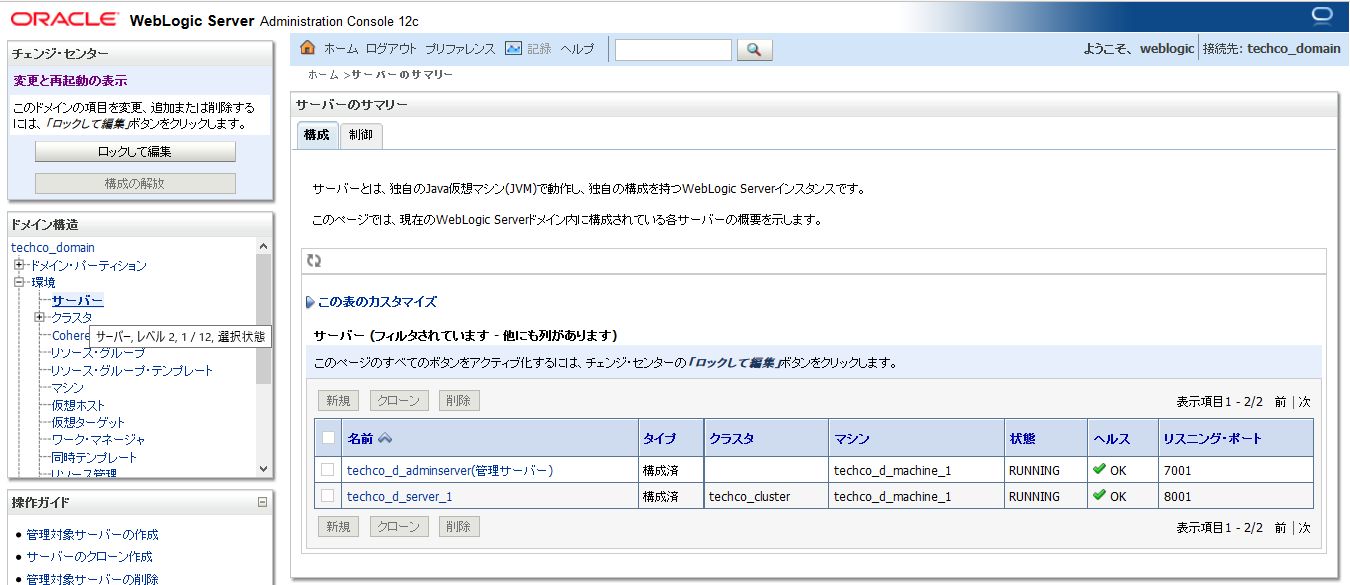 ORACLE WebLogic Server Administration Console 12c
チェンジ・センター
変更と再起動の表示
このドメインの項目を変更、追加または削除する
には、「ロックして編集」ボタンをクリックします。
ロックして編集
構成の解放
ドメイン構造
techco_domain
ドメイン・パーティション
環境
サーバー
クラスタ
Cohere
サーバー, レベル 2, 1 / 12, 選択状態
リソース・グループ
リソース・グループ・テンプレート
マシン
仮想ホスト
仮想ターゲット
ワーク・マネージャ
同時テンプレート
リソース管理
操作ガイド
管理対象サーバーの作成
サーバーのクローン作成
管理対象サーバーの削除
ホーム ログアウト プリファレンス 記録 ヘルプ
ようこそ、weblogic 接続先: techco_domain
ホーム >サーバーのサマリー
サーバーのサマリー
構成 制御
サーバーとは、独自のJava仮想マシン(JVM)で動作し、独自の構成を持つWebLogic Serverインスタンスです。
このページでは、現在のWebLogic Serverドメイン内に構成されている各サーバーの概要を示します。
この表のカスタマイズ
サーバー (フィルタされています - 他にも列があります)
このページのすべてのボタンをアクティブ化するには、チェンジ・センターの「ロックして編集」ボタンをクリックします。
新規 クローン 削除 表示項目1 - 2/2 前 | 次
名前 タイプ クラスタ マシン 状態 ヘルス リスニング・ポート
techco_d_adminserver(管理サーバー) 構成済 techco_d_machine_1 RUNNING OK 7001
techco_d_server_1 構成済 techco_cluster techco_d_machine_1 RUNNING OK 8001
新規 クローン 削除 表示項目1 - 2/2 前 | 次